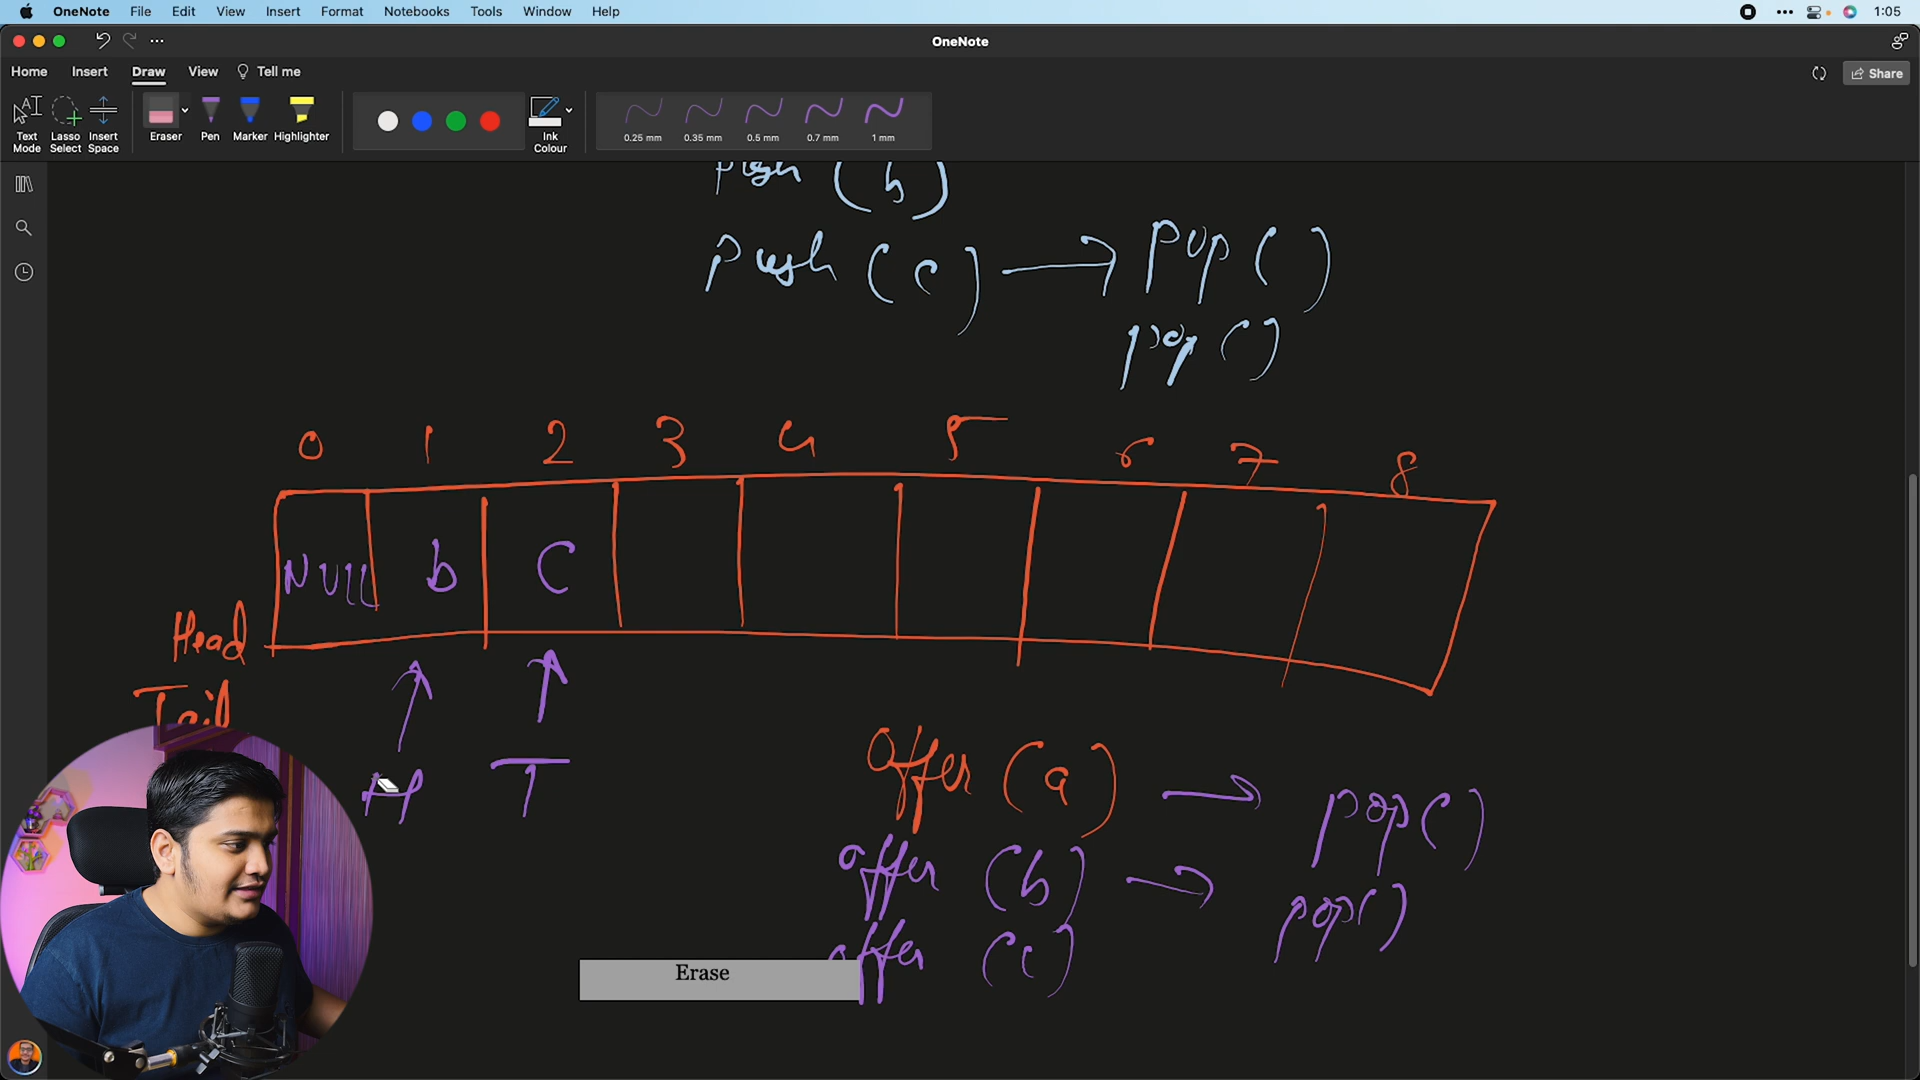 OneNote File Edit View Insert Format Notebooks Tools Window Help 1:05
OneNote
Home Insert Draw View Tell me Share
Text Mode Lasso Select Insert Space Eraser Pen Marker Highlighter Ink Colour 0.25 mm 0.35 mm 0.5 mm 0.7 mm 1 mm
push (b)
push (c) → pop()
pop()
0 1 2 3 4 5 6 7 8
NULL b C
Head
Tail
H T
offer (a) → pop()
offer (b) → pop()
offer (c)
Erase